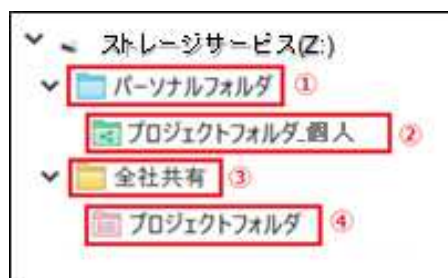 ストレージサービス(Z:)
パーソナルフォルダ ①
プロジェクトフォルダ_個人 ②
全社共有 ③
プロジェクトフォルダ ④